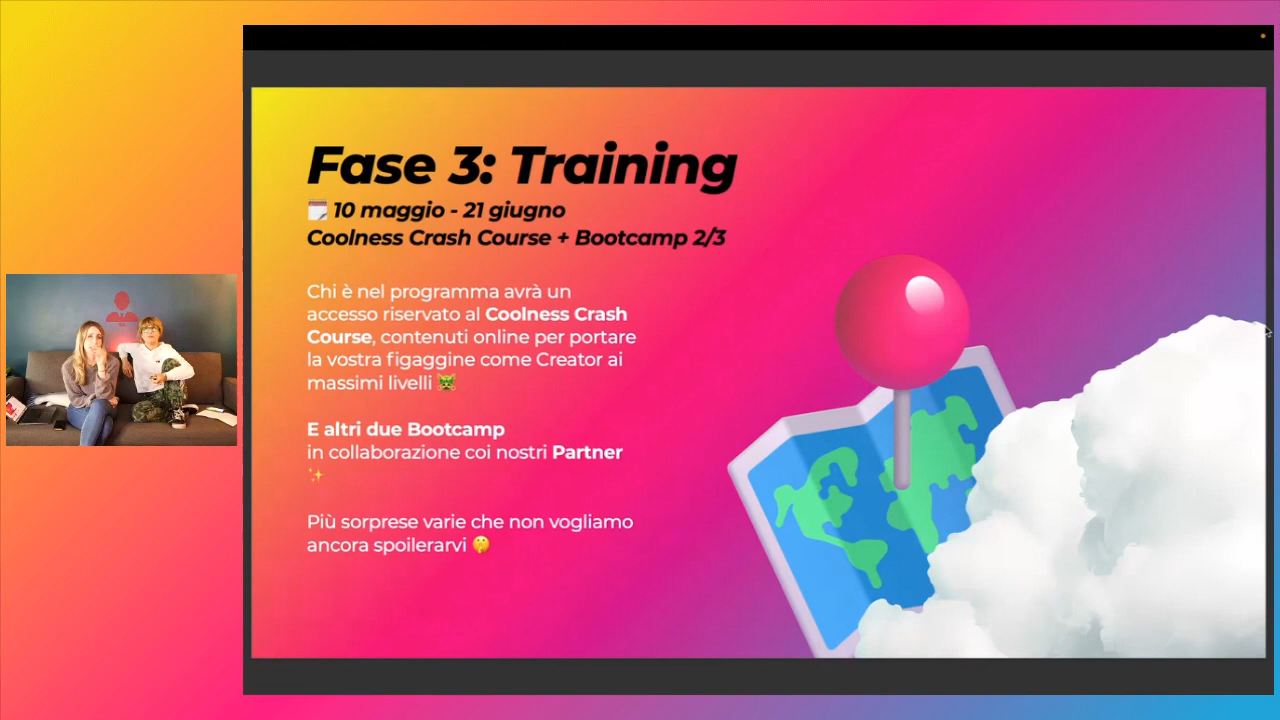 Fase 3: Training
🗓️ 10 maggio - 21 giugno
Coolness Crash Course + Bootcamp 2/3
Chi è nel programma avrà un
accesso riservato al Coolness Crash
Course, contenuti online per portare
la vostra figaggine come Creator ai
massimi livelli
E altri due Bootcamp
in collaborazione coi nostri Partner
✨
Più sorprese varie che non vogliamo
ancora spoilerarvi 🤫